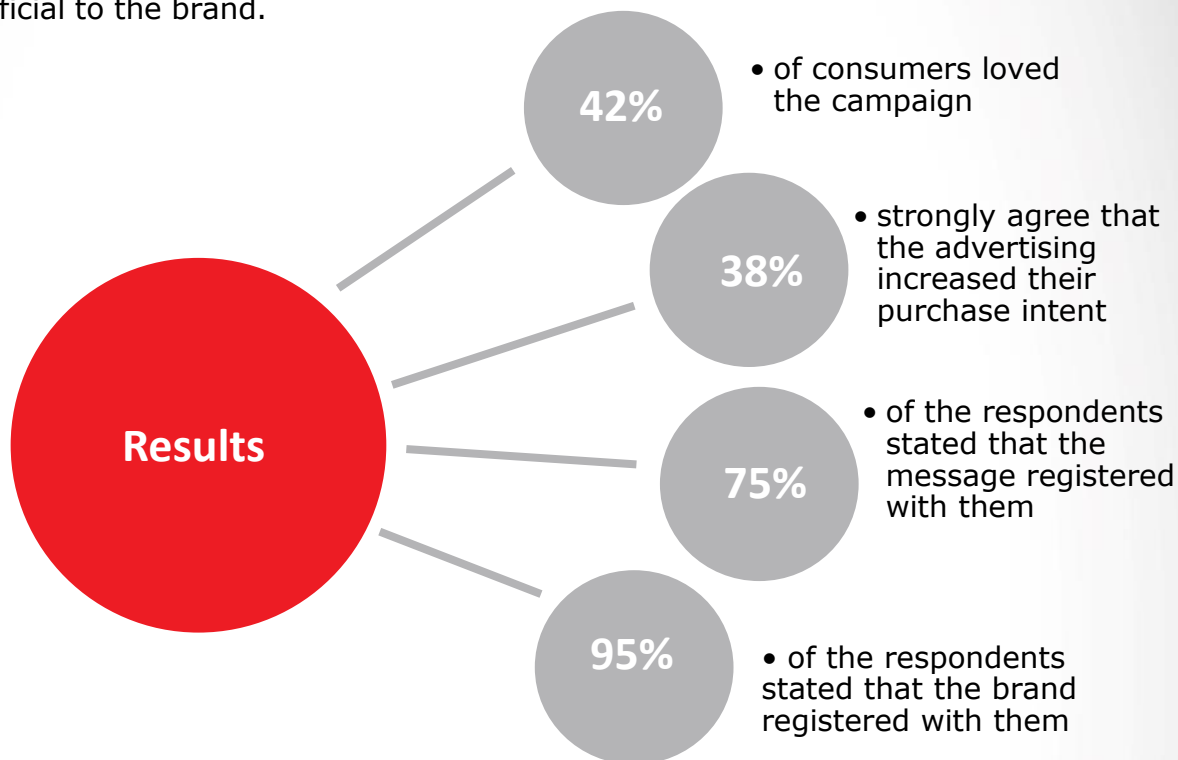 ficial to the brand.
42%
• of consumers loved
the campaign
38%
• strongly agree that
the advertising
increased their
purchase intent
Results
75%
• of the respondents
stated that the
message registered
with them
95%
• of the respondents
stated that the brand
registered with them